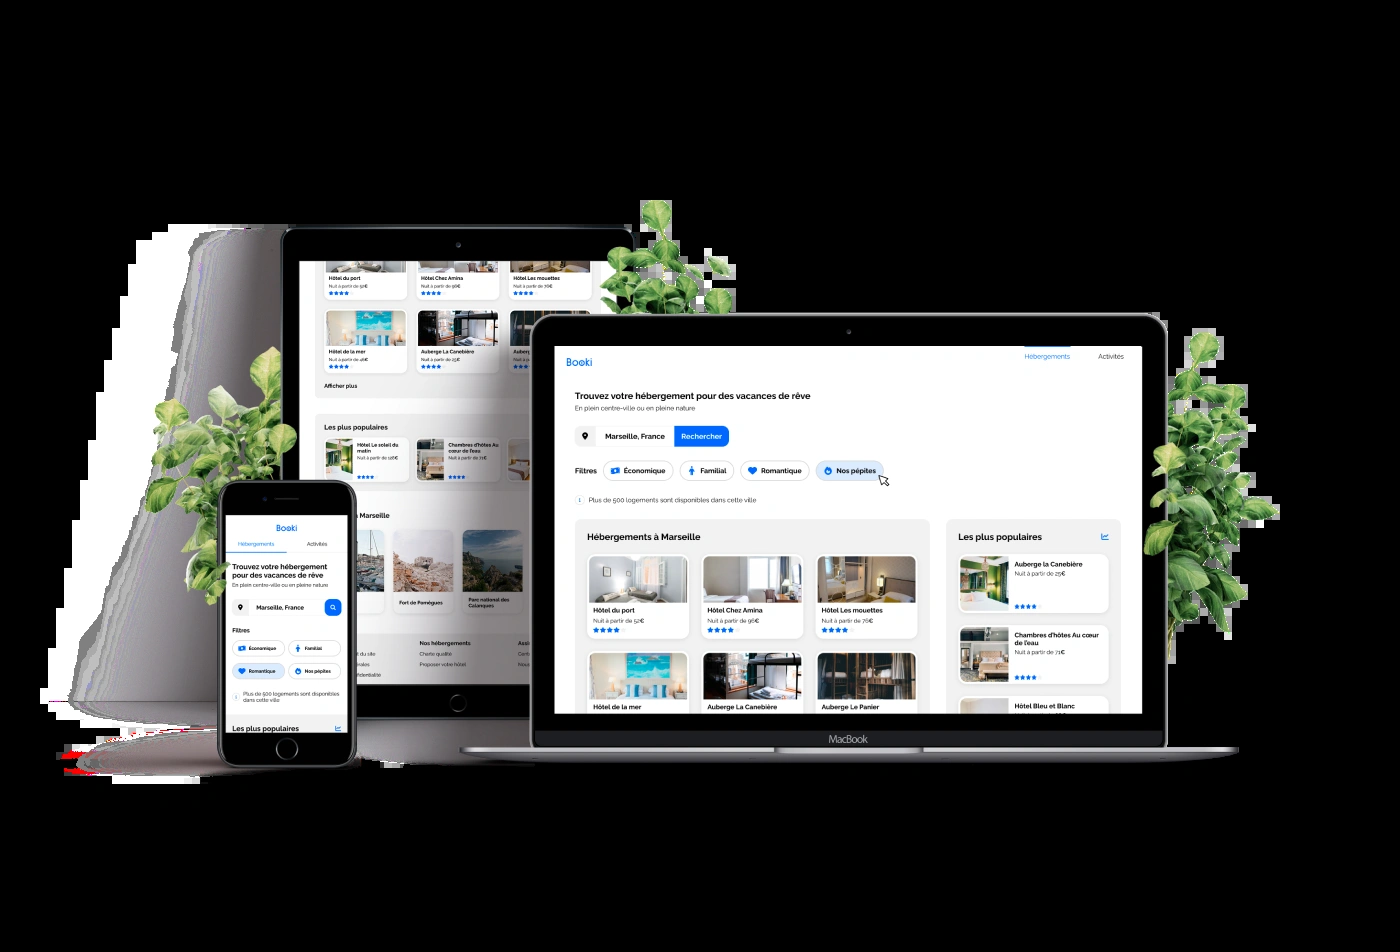 Hôtel du port
Nuit à partir de 52€
Hôtel Chez Amina
Nuit à partir de 96€
Hôtel Les mouettes
Nuit à partir de 76€
Hôtel de la mer
Nuit à partir de 46€
Auberge La Canebière
Nuit à partir de 25€
Afficher plus
Les plus populaires
Hôtel Le soleil du
matin
Nuit à partir de 128€
Chambres d'hôtes Au
cœur de l'eau
Nuit à partir de 71€
Marseille
Fort de Pomègues
Parc national des
Calanques
Nos hébergements
Charte qualité
Proposer votre hôtel
du site
Booki
Hébergements
Activités
Trouvez votre hébergement
pour des vacances de rêve
En plein centre-ville ou en pleine nature
Marseille, France
Filtres
Économique
Familial
Romantique
Nos pépites
Plus de 500 logements sont disponibles
dans cette ville
Les plus populaires
Booki
Hébergements
Activités
Trouvez votre hébergement pour des vacances de rêve
En plein centre-ville ou en pleine nature
Marseille, France
Rechercher
Filtres
Économique
Familial
Romantique
Nos pépites
Plus de 500 logements sont disponibles dans cette ville
Hébergements à Marseille
Hôtel du port
Nuit à partir de 52€
Hôtel Chez Amina
Nuit à partir de 96€
Hôtel Les mouettes
Nuit à partir de 76€
Hôtel de la mer
Auberge La Canebière
Auberge Le Panier
Les plus populaires
Auberge la Canebière
Nuit à partir de 25€
Chambres d'hôtes Au cœur
de l'eau
Nuit à partir de 71€
Hôtel Bleu et Blanc
MacBook